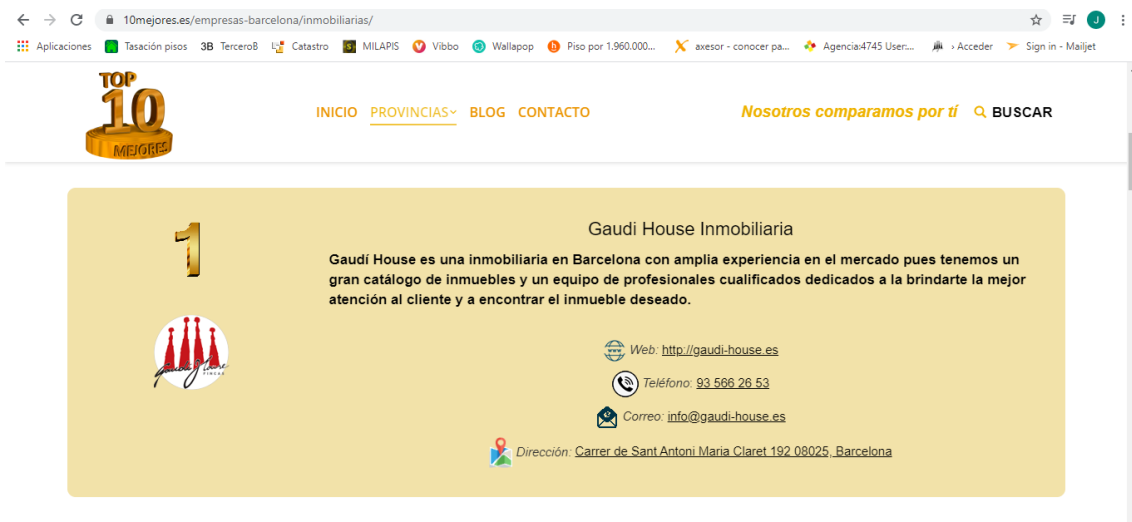 10mejores.es/empresas-barcelona/inmobiliarias/
J
Aplicaciones Tasación pisos 3B TerceroB Catastro MILAPIS Vibbo Wallapop Piso por 1.960.000... axesor - conocer pa... Agencia:4745 User:... › Acceder Sign in - Mailjet
TOP
10
MEJORES
INICIO PROVINCIAS BLOG CONTACTO
Nosotros comparamos por tí BUSCAR
1
Gaudi House Inmobiliaria
Gaudí House es una inmobiliaria en Barcelona con amplia experiencia en el mercado pues tenemos un
gran catálogo de inmuebles y un equipo de profesionales cualificados dedicados a la brindarte la mejor
atención al cliente y a encontrar el inmueble deseado.
gaudi House
FINCAS
Web: http://gaudi-house.es
Teléfono: 93 566 26 53
Correo: info@gaudi-house.es
Dirección: Carrer de Sant Antoni Maria Claret 192 08025, Barcelona